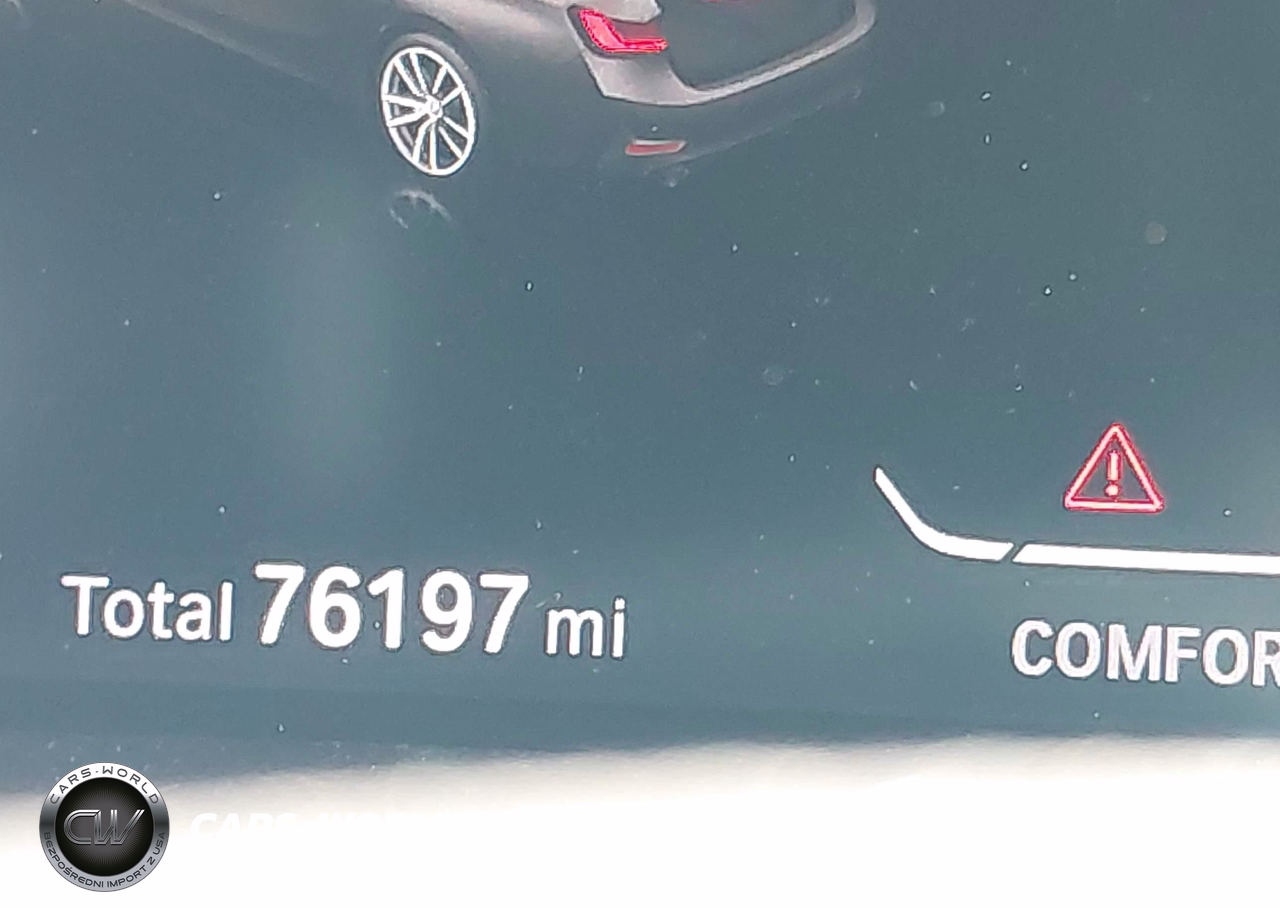 Total 76197 mi
COMFOR
CARS-WORLD
CW
BEZPOŚREDNI IMPORT Z USA